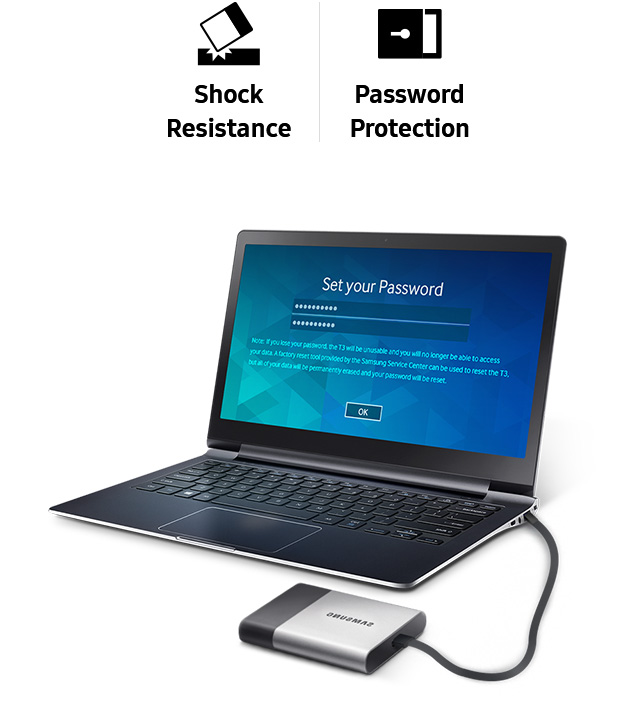 Shock
Resistance
Password
Protection
Set your Password
Note: If you lose your password, the T3 will be unusable and you will no longer be able to access
your data. A factory reset tool provided by the Samsung Service Center can be used to reset the T3,
but all of your data will be permanently erased and your password will be reset.
OK
SAMSUNG